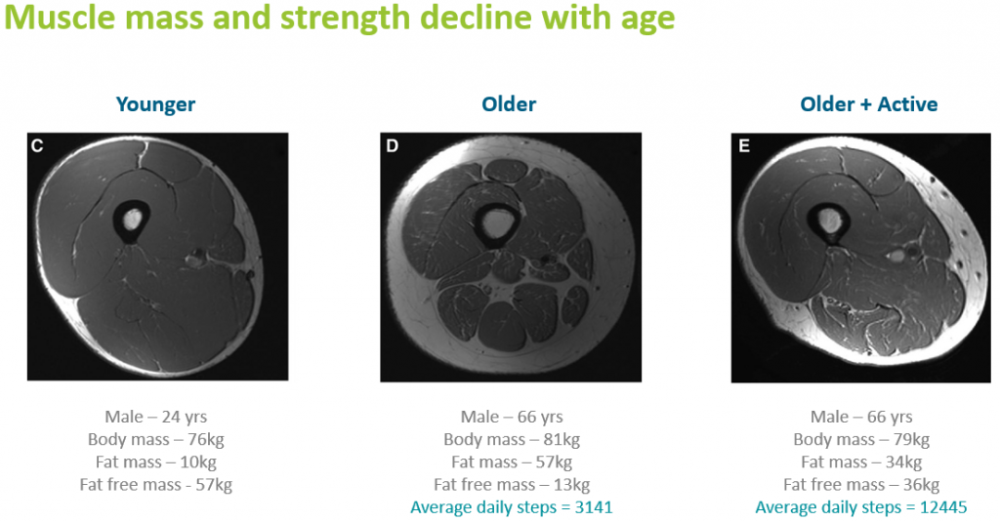 Muscle mass and strength decline with age
Younger
Older
Older + Active
C
D
E
Male – 24 yrs
Body mass – 76kg
Fat mass – 10kg
Fat free mass - 57kg
Male – 66 yrs
Body mass – 81kg
Fat mass – 57kg
Fat free mass – 13kg
Average daily steps = 3141
Male – 66 yrs
Body mass – 79kg
Fat mass – 34kg
Fat free mass – 36kg
Average daily steps = 12445